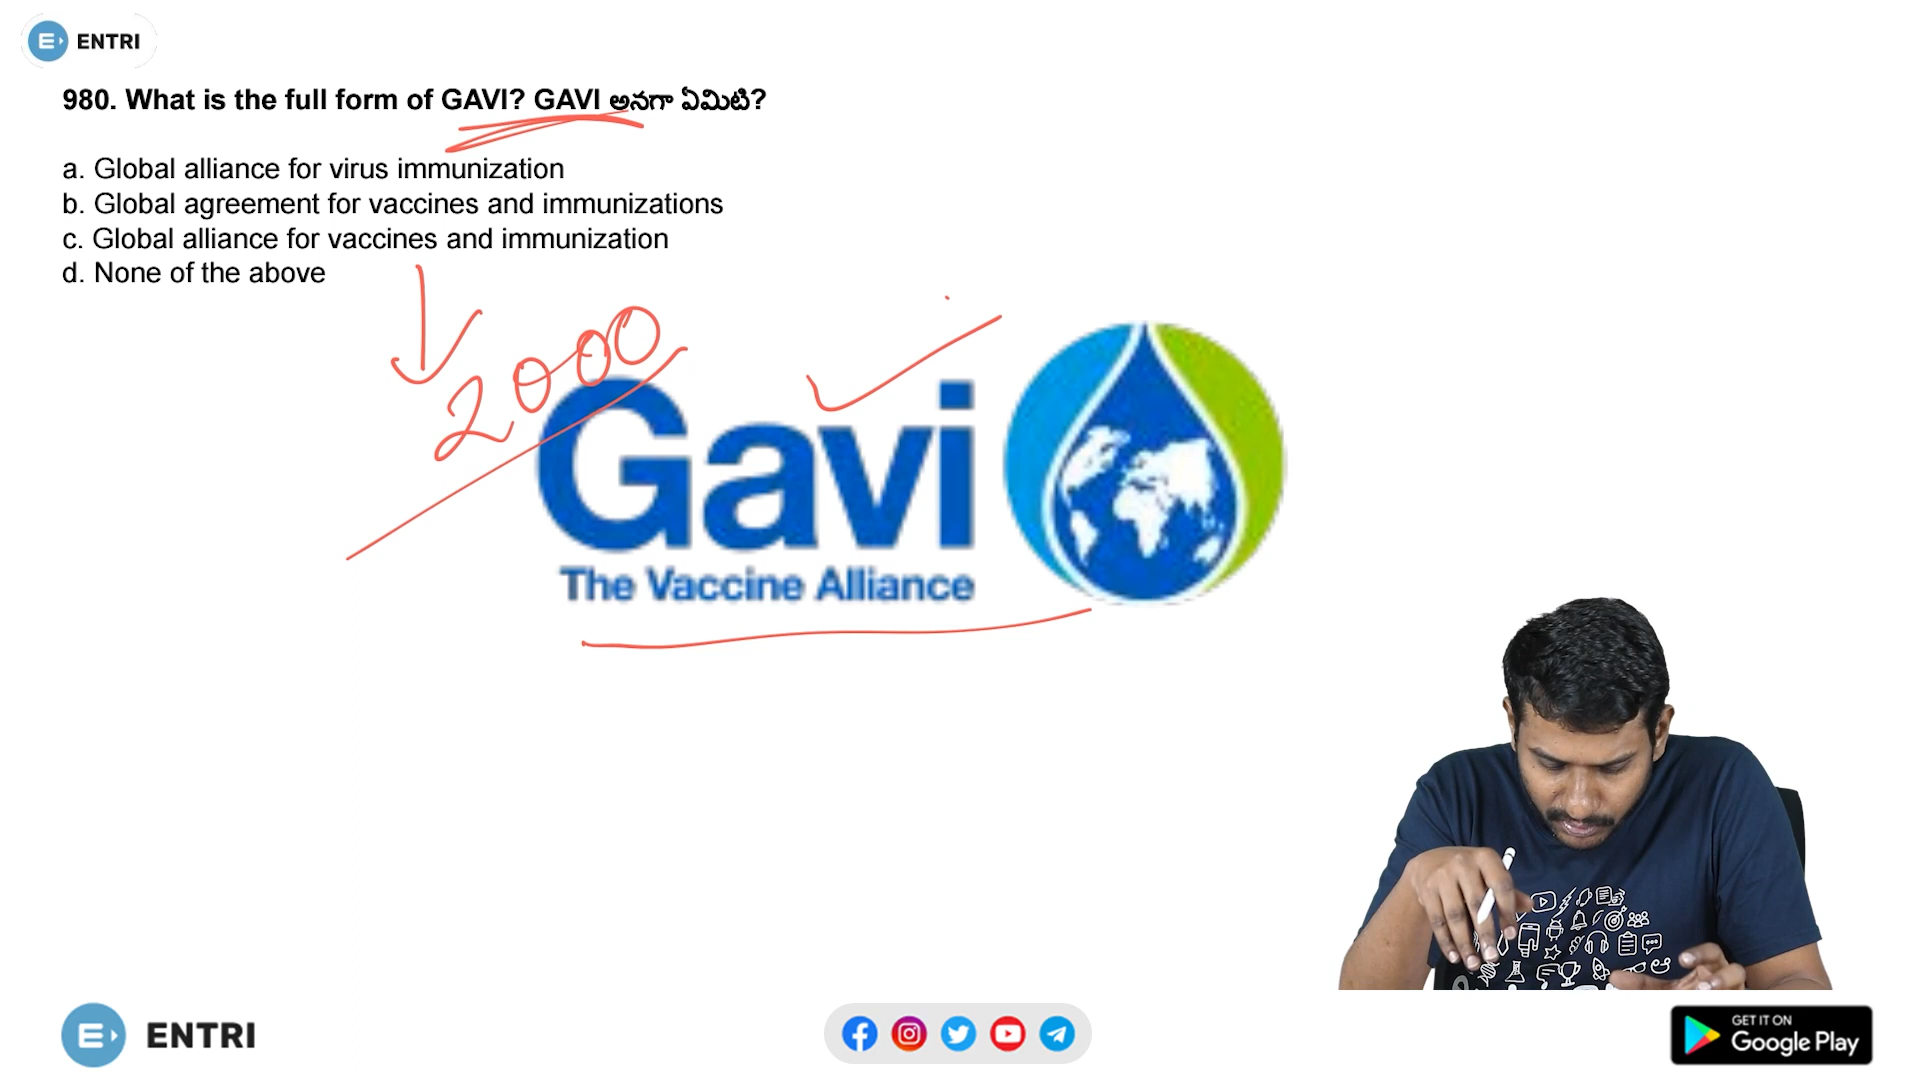 ENTRI
980. What is the full form of GAVI? GAVI అనగా ఏమిటి?
a. Global alliance for virus immunization
b. Global agreement for vaccines and immunizations
c. Global alliance for vaccines and immunization
d. None of the above
2000
Gavi
The Vaccine Alliance
ENTRI
GET IT ON
Google Play